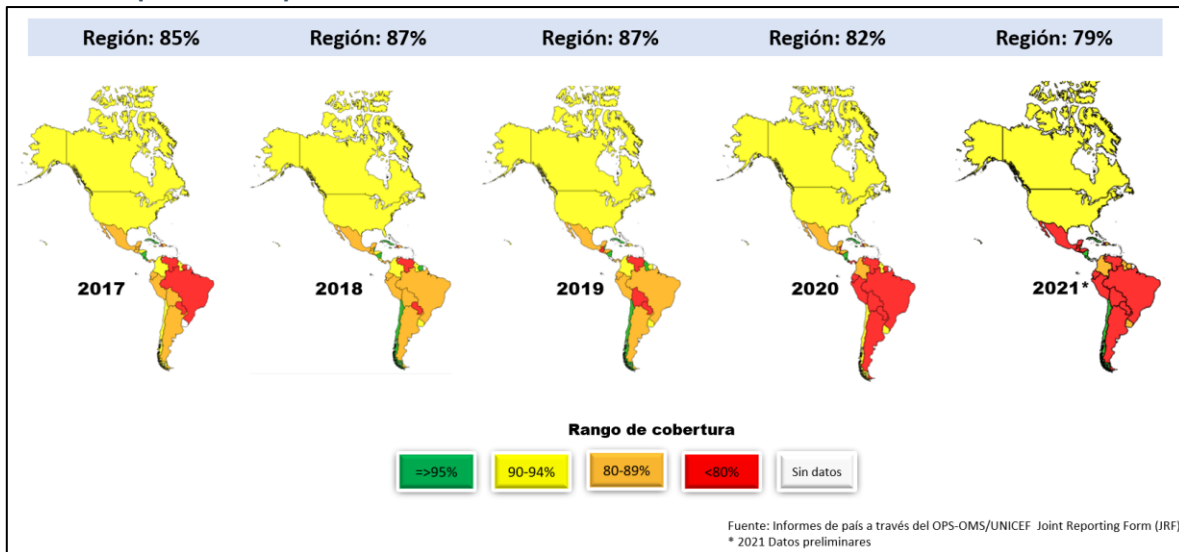 Región: 85%
Región: 87%
Región: 87%
Región: 82%
Región: 79%
2017
2018
2019
2020
2021*
Rango de cobertura
=>95%
90-94%
80-89%
<80%
Sin datos
Fuente: Informes de país a través del OPS-OMS/UNICEF Joint Reporting Form (JRF)
* 2021 Datos preliminares